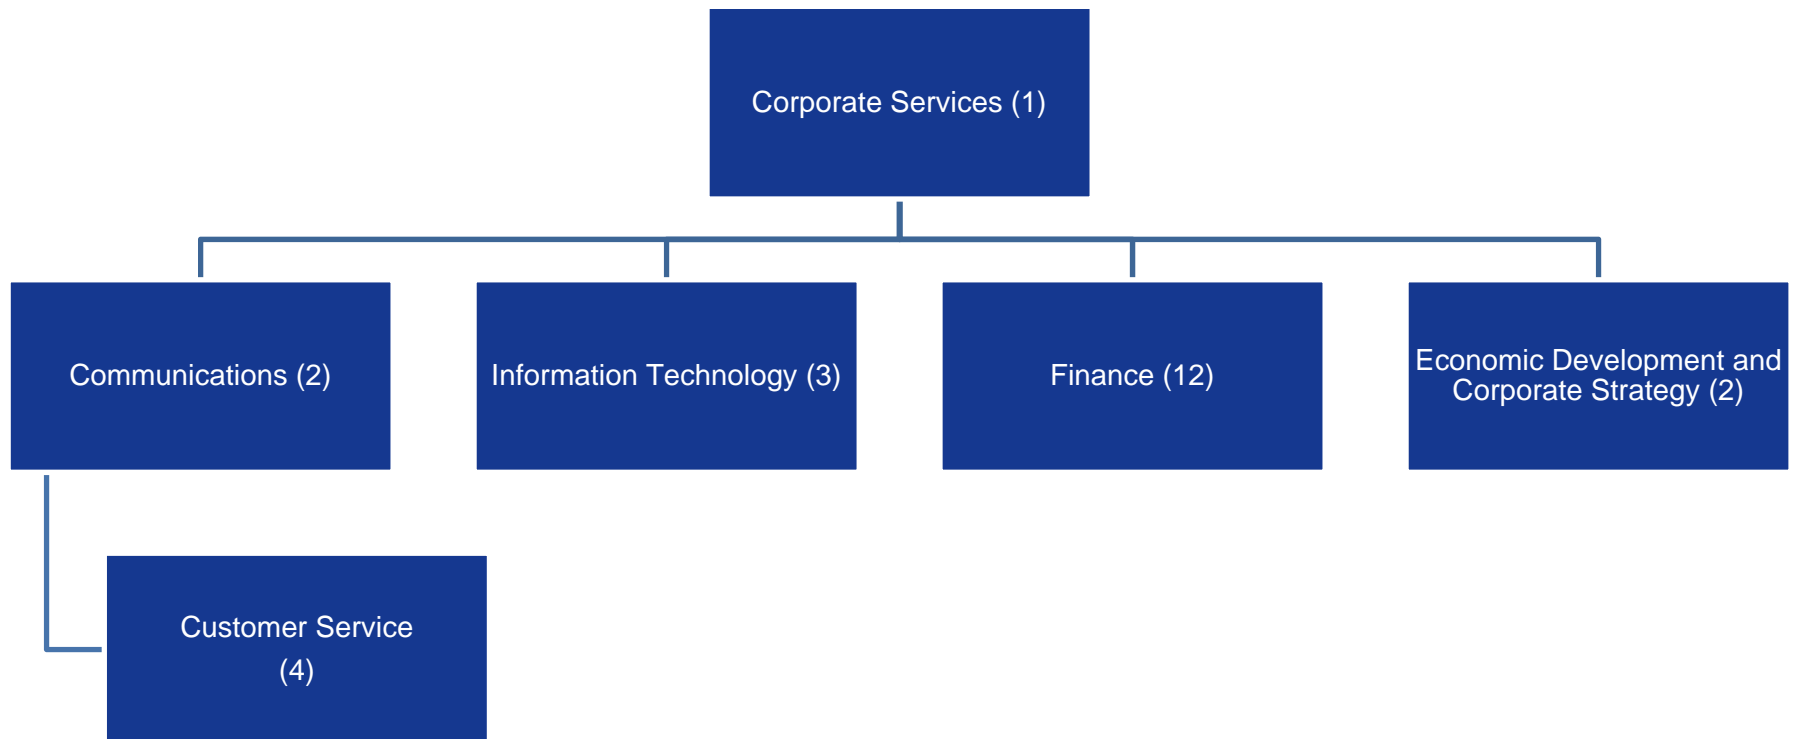 Corporate Services (1)
Communications (2)
Information Technology (3)
Finance (12)
Economic Development and
Corporate Strategy (2)
Customer Service
(4)